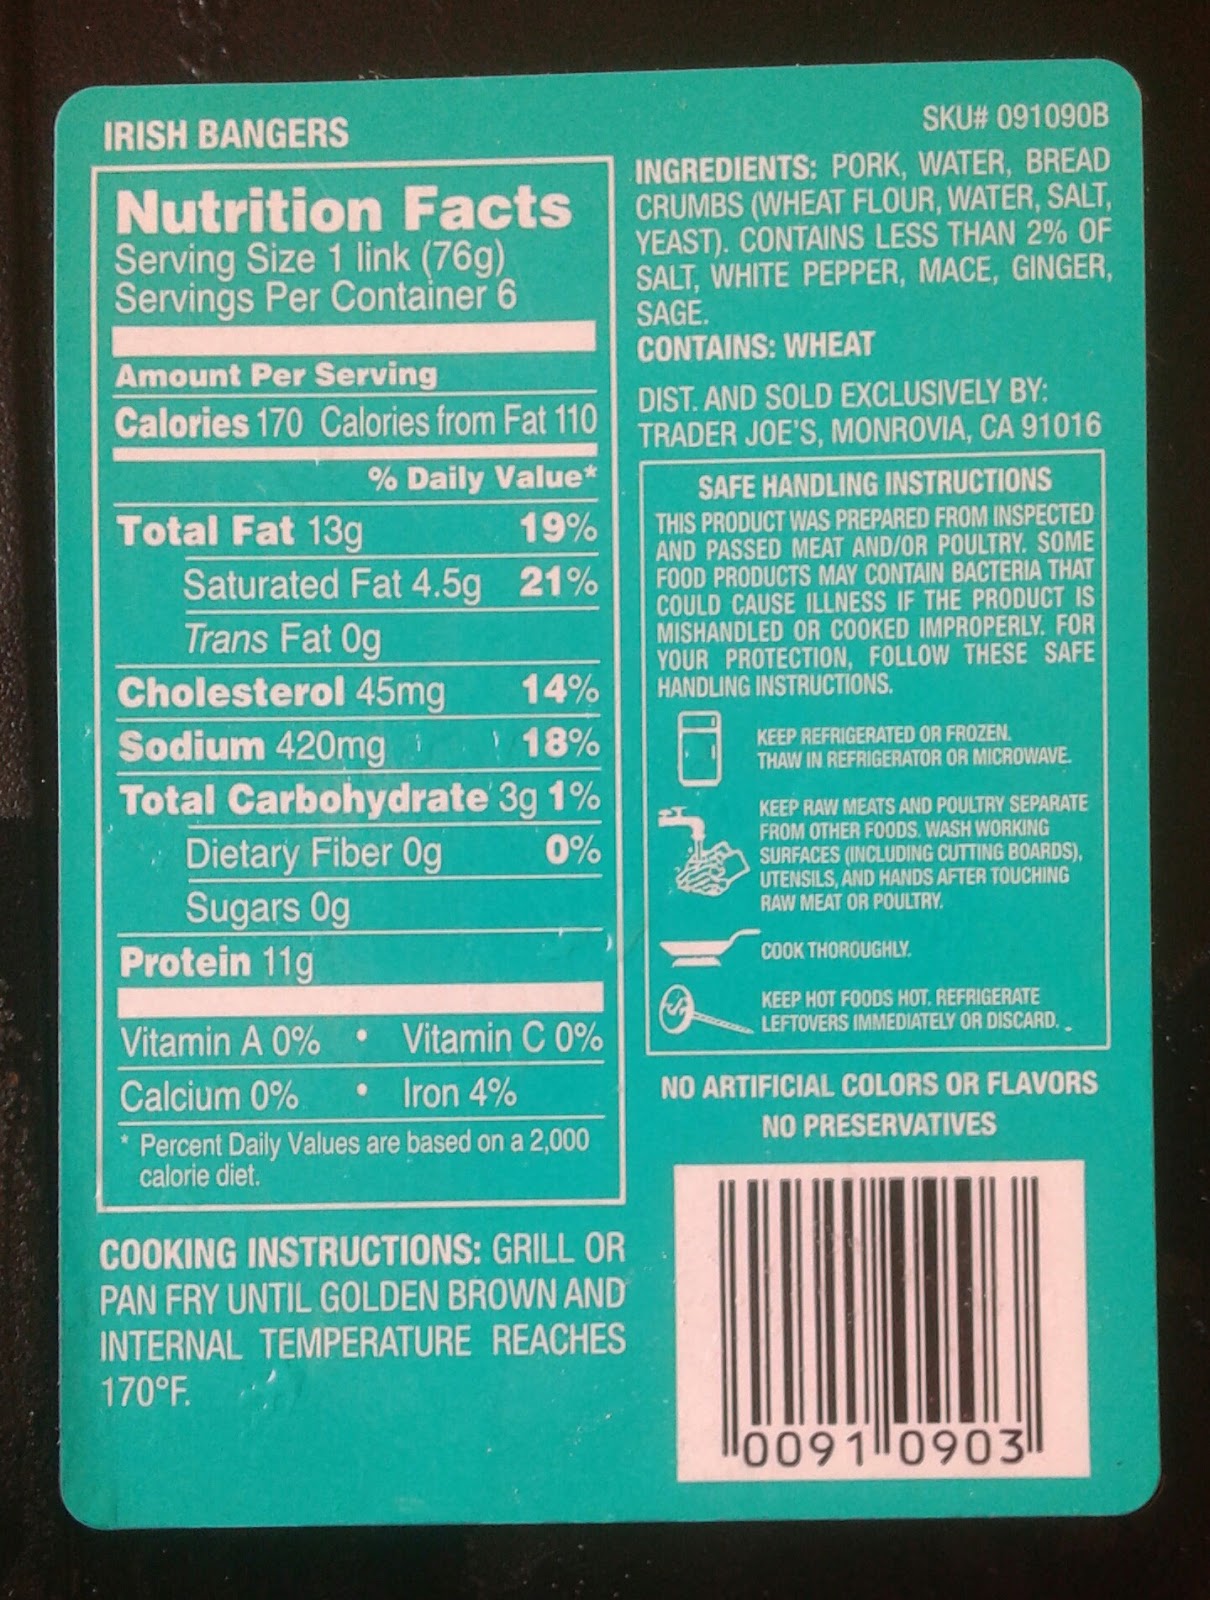 IRISH BANGERS
Nutrition Facts
Serving Size 1 link (76g)
Servings Per Container 6
Amount Per Serving
Calories 170 Calories from Fat 110
% Daily Value*
Total Fat 13g 19%
Saturated Fat 4.5g 21%
Trans Fat 0g
Cholesterol 45mg 14%
Sodium 420mg 18%
Total Carbohydrate 3g 1%
Dietary Fiber 0g 0%
Sugars 0g
Protein 11g
Vitamin A 0% • Vitamin C 0%
Calcium 0% • Iron 4%
* Percent Daily Values are based on a 2,000
calorie diet.
COOKING INSTRUCTIONS: GRILL OR
PAN FRY UNTIL GOLDEN BROWN AND
INTERNAL TEMPERATURE REACHES
170°F.
SKU# 091090B
INGREDIENTS: PORK, WATER, BREAD
CRUMBS (WHEAT FLOUR, WATER, SALT,
YEAST). CONTAINS LESS THAN 2% OF
SALT, WHITE PEPPER, MACE, GINGER,
SAGE.
CONTAINS: WHEAT
DIST. AND SOLD EXCLUSIVELY BY:
TRADER JOE'S, MONROVIA, CA 91016
SAFE HANDLING INSTRUCTIONS
THIS PRODUCT WAS PREPARED FROM INSPECTED
AND PASSED MEAT AND/OR POULTRY. SOME
FOOD PRODUCTS MAY CONTAIN BACTERIA THAT
COULD CAUSE ILLNESS IF THE PRODUCT IS
MISHANDLED OR COOKED IMPROPERLY. FOR
YOUR PROTECTION, FOLLOW THESE SAFE
HANDLING INSTRUCTIONS.
KEEP REFRIGERATED OR FROZEN.
THAW IN REFRIGERATOR OR MICROWAVE.
KEEP RAW MEATS AND POULTRY SEPARATE
FROM OTHER FOODS. WASH WORKING
SURFACES (INCLUDING CUTTING BOARDS),
UTENSILS, AND HANDS AFTER TOUCHING
RAW MEAT OR POULTRY.
COOK THOROUGHLY.
KEEP HOT FOODS HOT. REFRIGERATE
LEFTOVERS IMMEDIATELY OR DISCARD.
NO ARTIFICIAL COLORS OR FLAVORS
NO PRESERVATIVES
0091 0903